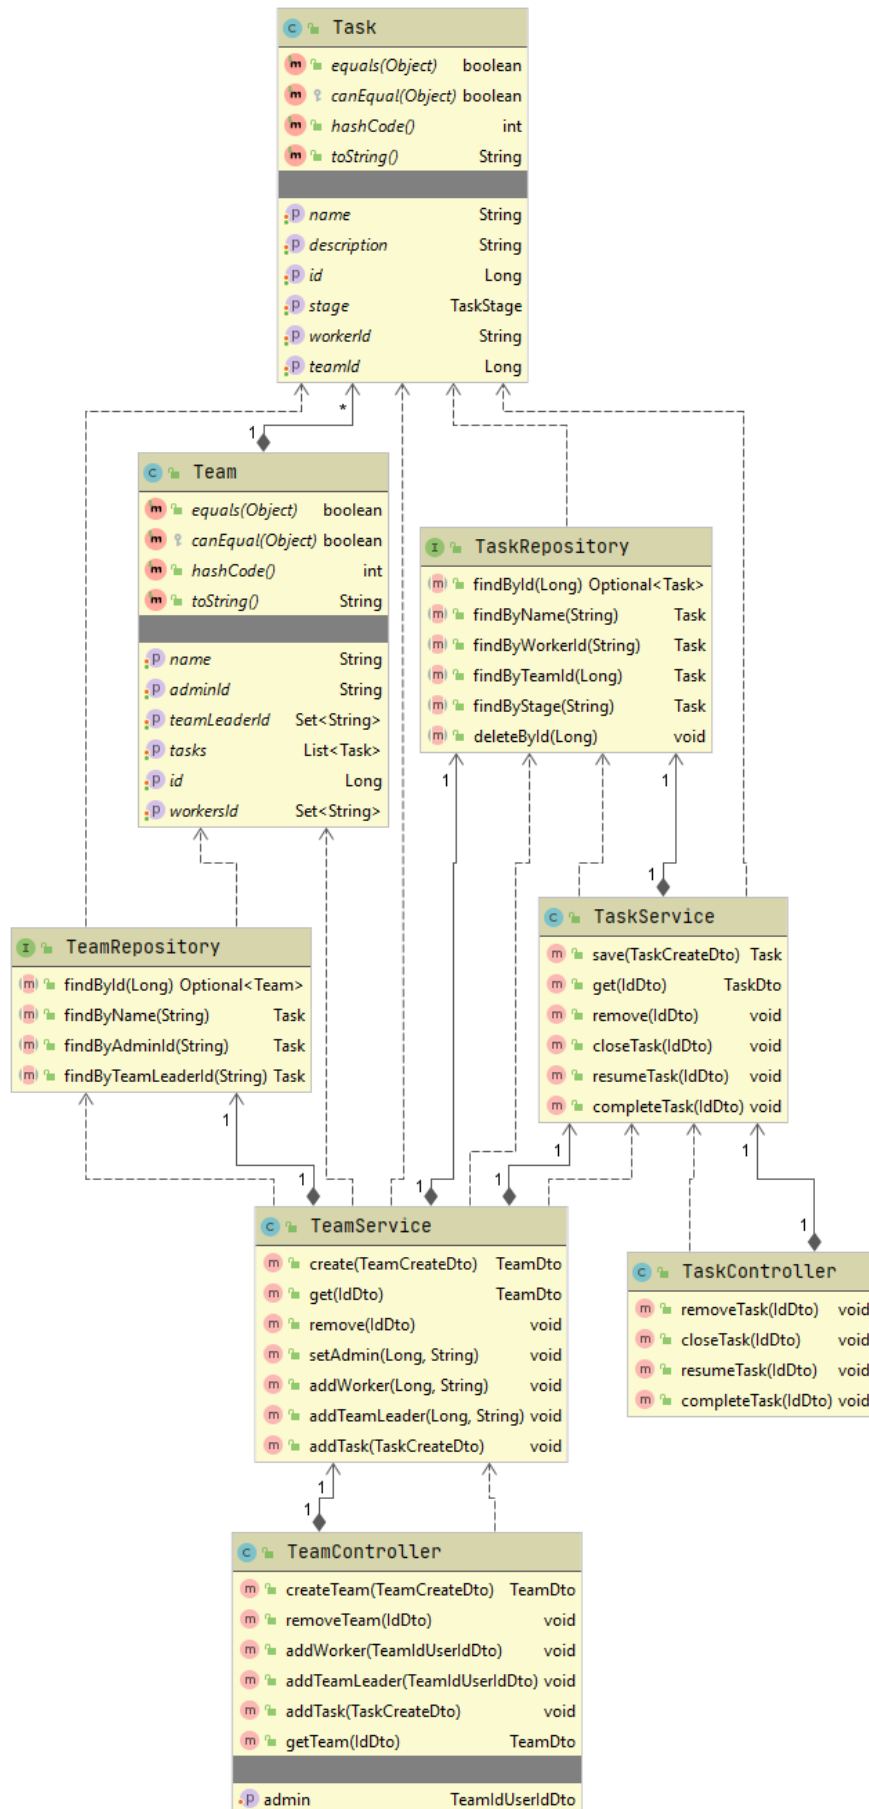 Task
equals(Object) boolean
canEqual(Object) boolean
hashCode() int
toString() String
name String
description String
id Long
stage TaskStage
workerId String
teamId Long
*
1
Team
equals(Object) boolean
canEqual(Object) boolean
hashCode() int
toString() String
name String
adminId String
teamLeaderId Set<String>
tasks List<Task>
id Long
workersId Set<String>
TaskRepository
findById(Long) Optional<Task>
findByName(String) Task
findByWorkerId(String) Task
findByTeamId(Long) Task
findByStage(String) Task
deleteById(Long) void
1
1
1
TaskService
save(TaskCreateDto) Task
get(IdDto) TaskDto
remove(IdDto) void
closeTask(IdDto) void
resumeTask(IdDto) void
completeTask(IdDto) void
TeamRepository
findById(Long) Optional<Team>
findByName(String) Task
findByAdminId(String) Task
findByTeamLeaderId(String) Task
1
1
1
1
1
1
1
TeamService
create(TeamCreateDto) TeamDto
get(IdDto) TeamDto
remove(IdDto) void
setAdmin(Long, String) void
addWorker(Long, String) void
addTeamLeader(Long, String) void
addTask(TaskCreateDto) void
TaskController
removeTask(IdDto) void
closeTask(IdDto) void
resumeTask(IdDto) void
completeTask(IdDto) void
1
1
TeamController
createTeam(TeamCreateDto) TeamDto
removeTeam(IdDto) void
addWorker(TeamIdUserIdDto) void
addTeamLeader(TeamIdUserIdDto) void
addTask(TaskCreateDto) void
getTeam(IdDto) TeamDto
admin TeamIdUserIdDto